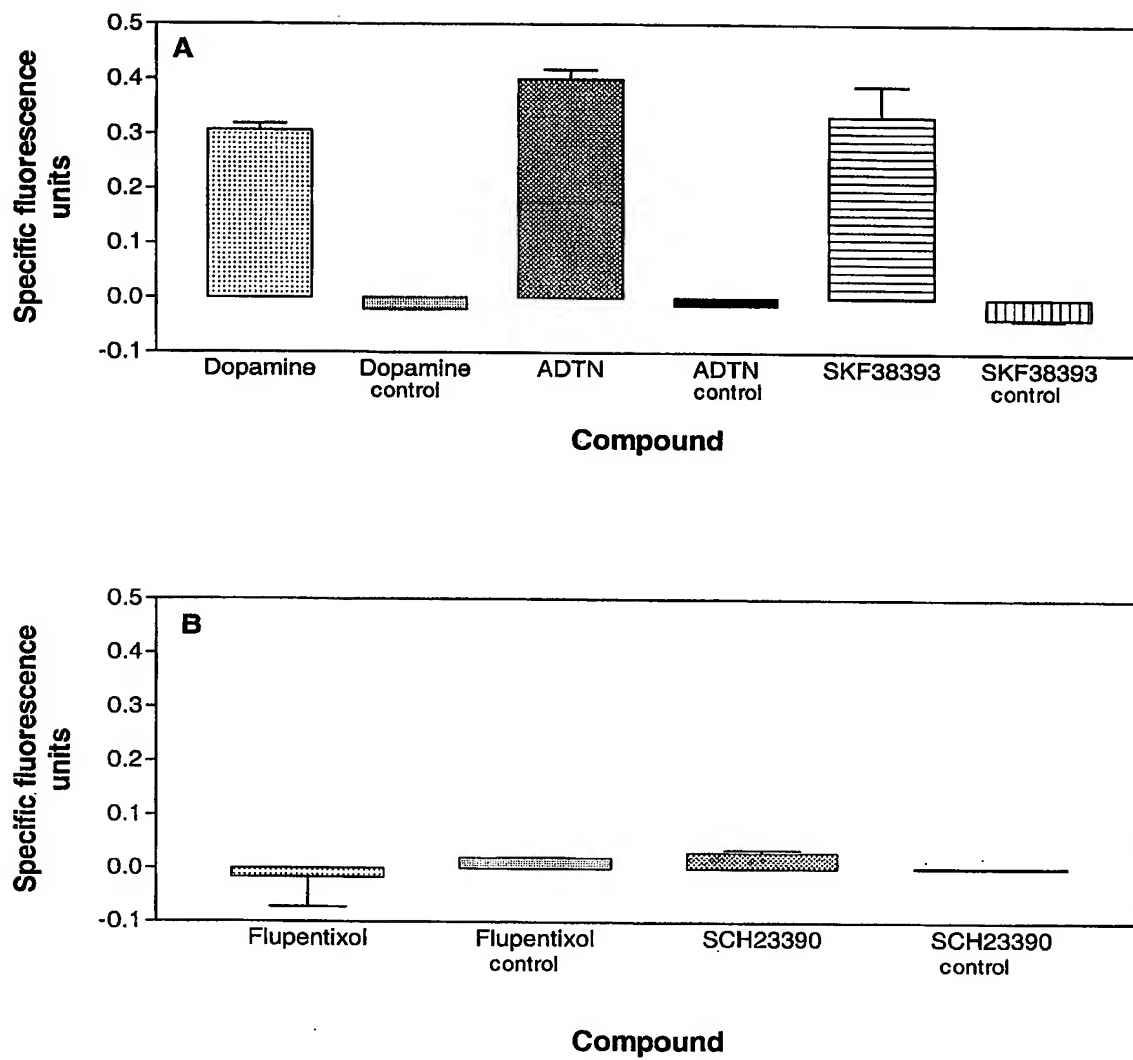 A
Specific fluorescence
units
0.5
0.4
0.3
0.2
0.1
0.0
-0.1
Dopamine
Dopamine
control
ADTN
ADTN
control
SKF38393
SKF38393
control
Compound
B
Specific fluorescence
units
0.5
0.4
0.3
0.2
0.1
0.0
-0.1
Flupentixol
Flupentixol
control
SCH23390
SCH23390
control
Compound